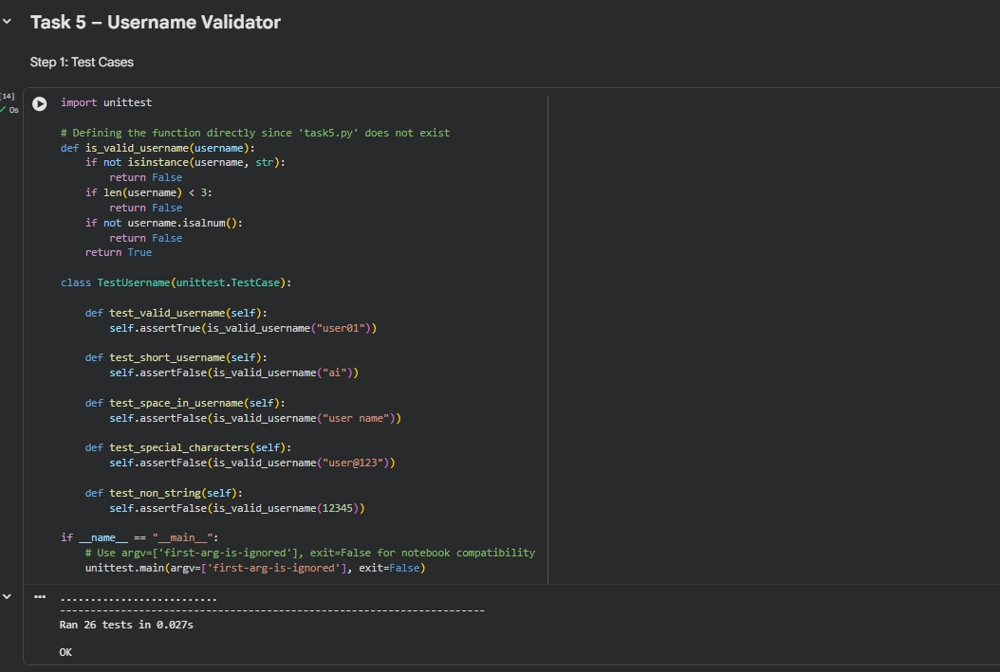 Task 5 – Username Validator
Step 1: Test Cases
[14]
0s
import unittest
# Defining the function directly since 'task5.py' does not exist
def is_valid_username(username):
    if not isinstance(username, str):
        return False
    if len(username) < 3:
        return False
    if not username.isalnum():
        return False
    return True
class TestUsername(unittest.TestCase):
    def test_valid_username(self):
        self.assertTrue(is_valid_username("user01"))
    def test_short_username(self):
        self.assertFalse(is_valid_username("ai"))
    def test_space_in_username(self):
        self.assertFalse(is_valid_username("user name"))
    def test_special_characters(self):
        self.assertFalse(is_valid_username("user@123"))
    def test_non_string(self):
        self.assertFalse(is_valid_username(12345))
if __name__ == "__main__":
    # Use argv=['first-arg-is-ignored'], exit=False for notebook compatibility
    unittest.main(argv=['first-arg-is-ignored'], exit=False)
..........................
----------------------------------------------------------------------
Ran 26 tests in 0.027s
OK